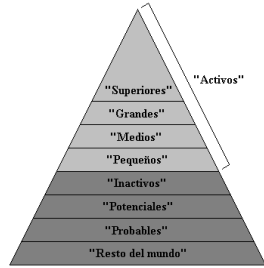 "Activos"
"Superiores"
"Grandes"
"Medios"
"Pequeños"
"Inactivos"
"Potenciales"
"Probables"
"Resto del mundo"